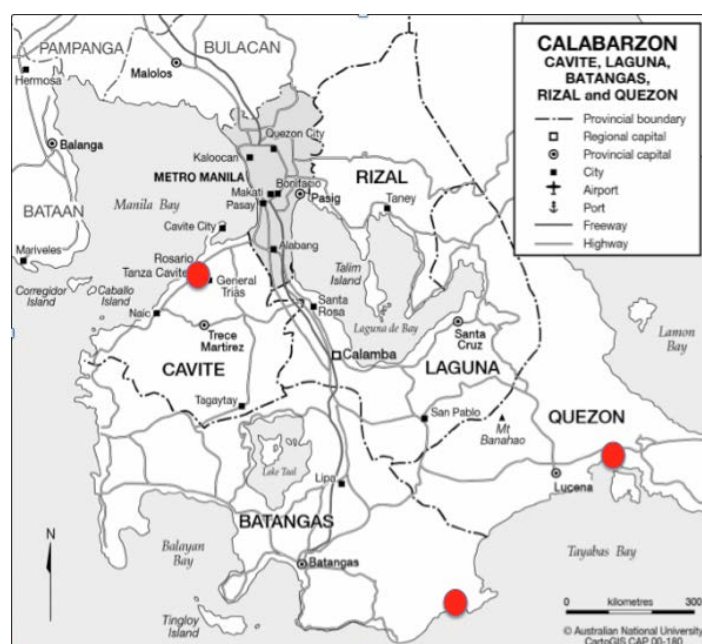 PAMPANGA
BULACAN
Hermosa
Malolos
Balanga
Quezon City
Kaloocan
METRO MANILA
RIZAL
Makati
Bonifacio
Pasig
Pasay
Taney
BATAAN
Manila Bay
Cavite City
Mariveles
Alabang
Rosario
Tanza Cavite
Talim
Island
Corregidor
Island
Caballo
Island
General
Trias
Santa
Rosa
Naic
Laguna de Bay
Lamon
Bay
Trece
Martirez
Santa
Cruz
Calamba
CAVITE
LAGUNA
Tagaytay
San Pablo
Mt
Banahao
QUEZON
Lake Taal
Lipa
Lucena
BATANGAS
Balayan
Bay
Batangas
Tayabas Bay
Tingloy
Island
N
CALABARZON
CAVITE, LAGUNA,
BATANGAS,
RIZAL and QUEZON
Provincial boundary
Regional capital
Provincial capital
City
Airport
Port
Freeway
Highway
0 kilometres 300
© Australian National University
CartoGIS CAP 00-180